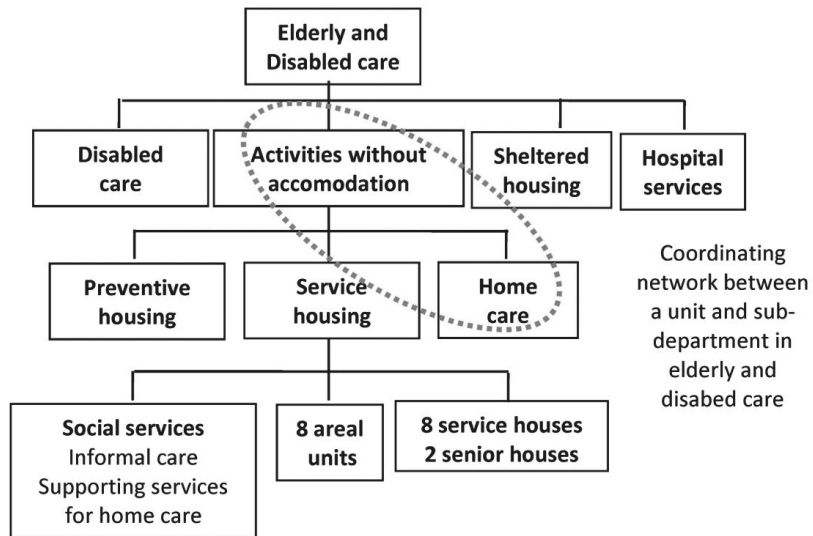 Elderly and
Disabled care
Disabled
care
Activities without
accomodation
Sheltered
housing
Hospital
services
Preventive
housing
Service
housing
Home
care
Coordinating
network between
a unit and sub-
department in
elderly and
disabed care
Social services
Informal care
Supporting services
for home care
8 areal
units
8 service houses
2 senior houses